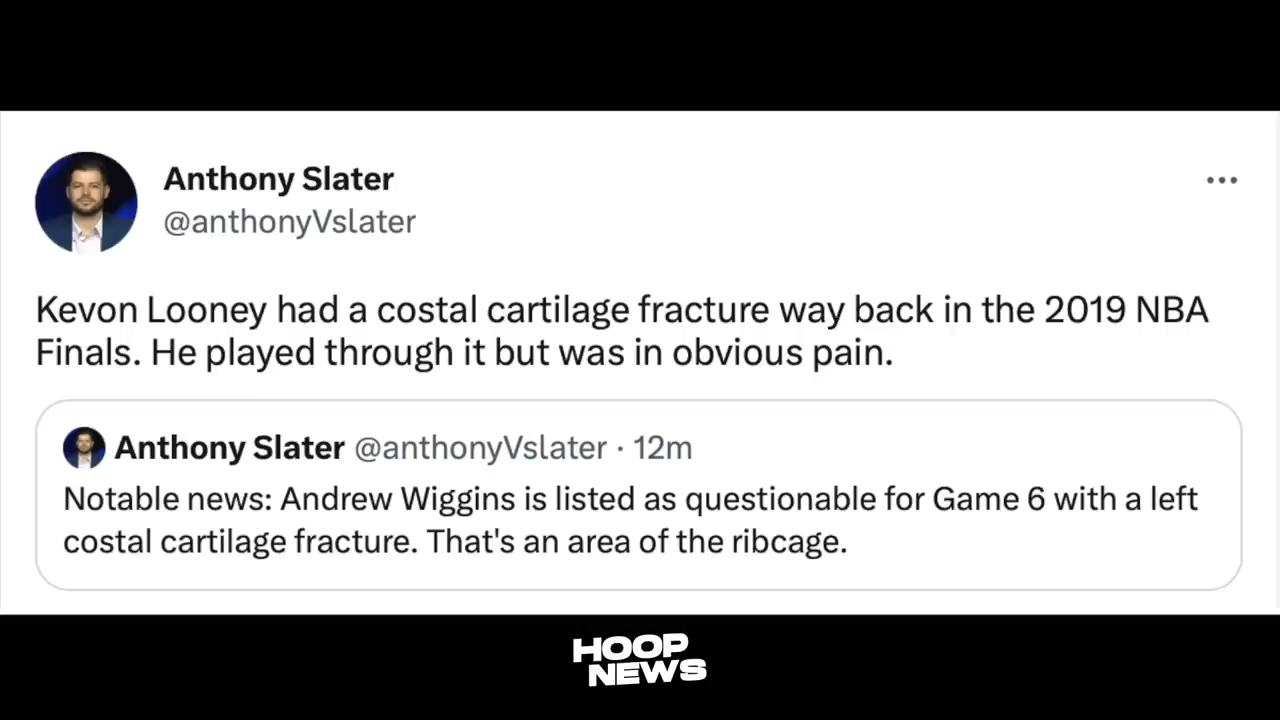 Anthony Slater
@anthonyVslater
Kevon Looney had a costal cartilage fracture way back in the 2019 NBA
Finals. He played through it but was in obvious pain.
Anthony Slater @anthonyVslater · 12m
Notable news: Andrew Wiggins is listed as questionable for Game 6 with a left
costal cartilage fracture. That's an area of the ribcage.
HOOP
NEWS